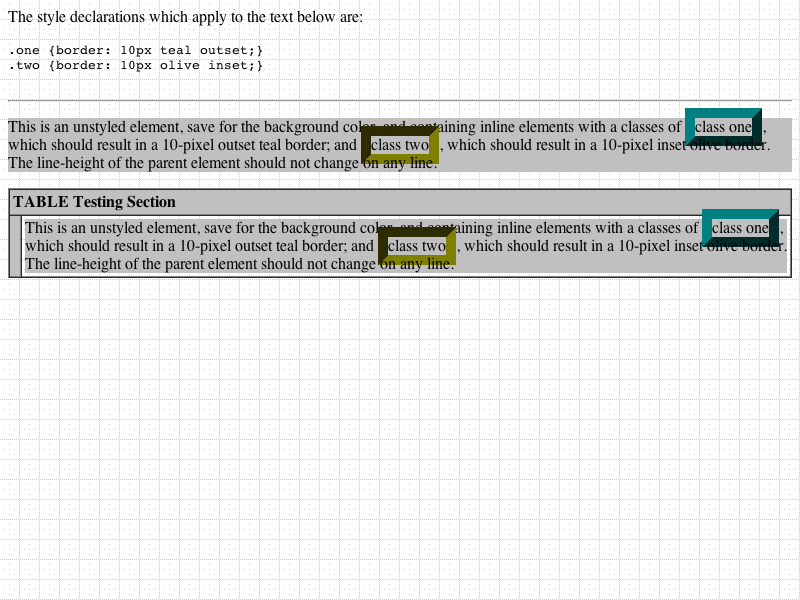 The style declarations which apply to the text below are:
.one {border: 10px teal outset;}
.two {border: 10px olive inset;}
This is an unstyled element, save for the background color, and containing inline elements with a classes of class one,
which should result in a 10-pixel outset teal border; and class two, which should result in a 10-pixel inset olive border.
The line-height of the parent element should not change on any line.
TABLE Testing Section
This is an unstyled element, save for the background color, and containing inline elements with a classes of class one,
which should result in a 10-pixel outset teal border; and class two, which should result in a 10-pixel inset olive border.
The line-height of the parent element should not change on any line.